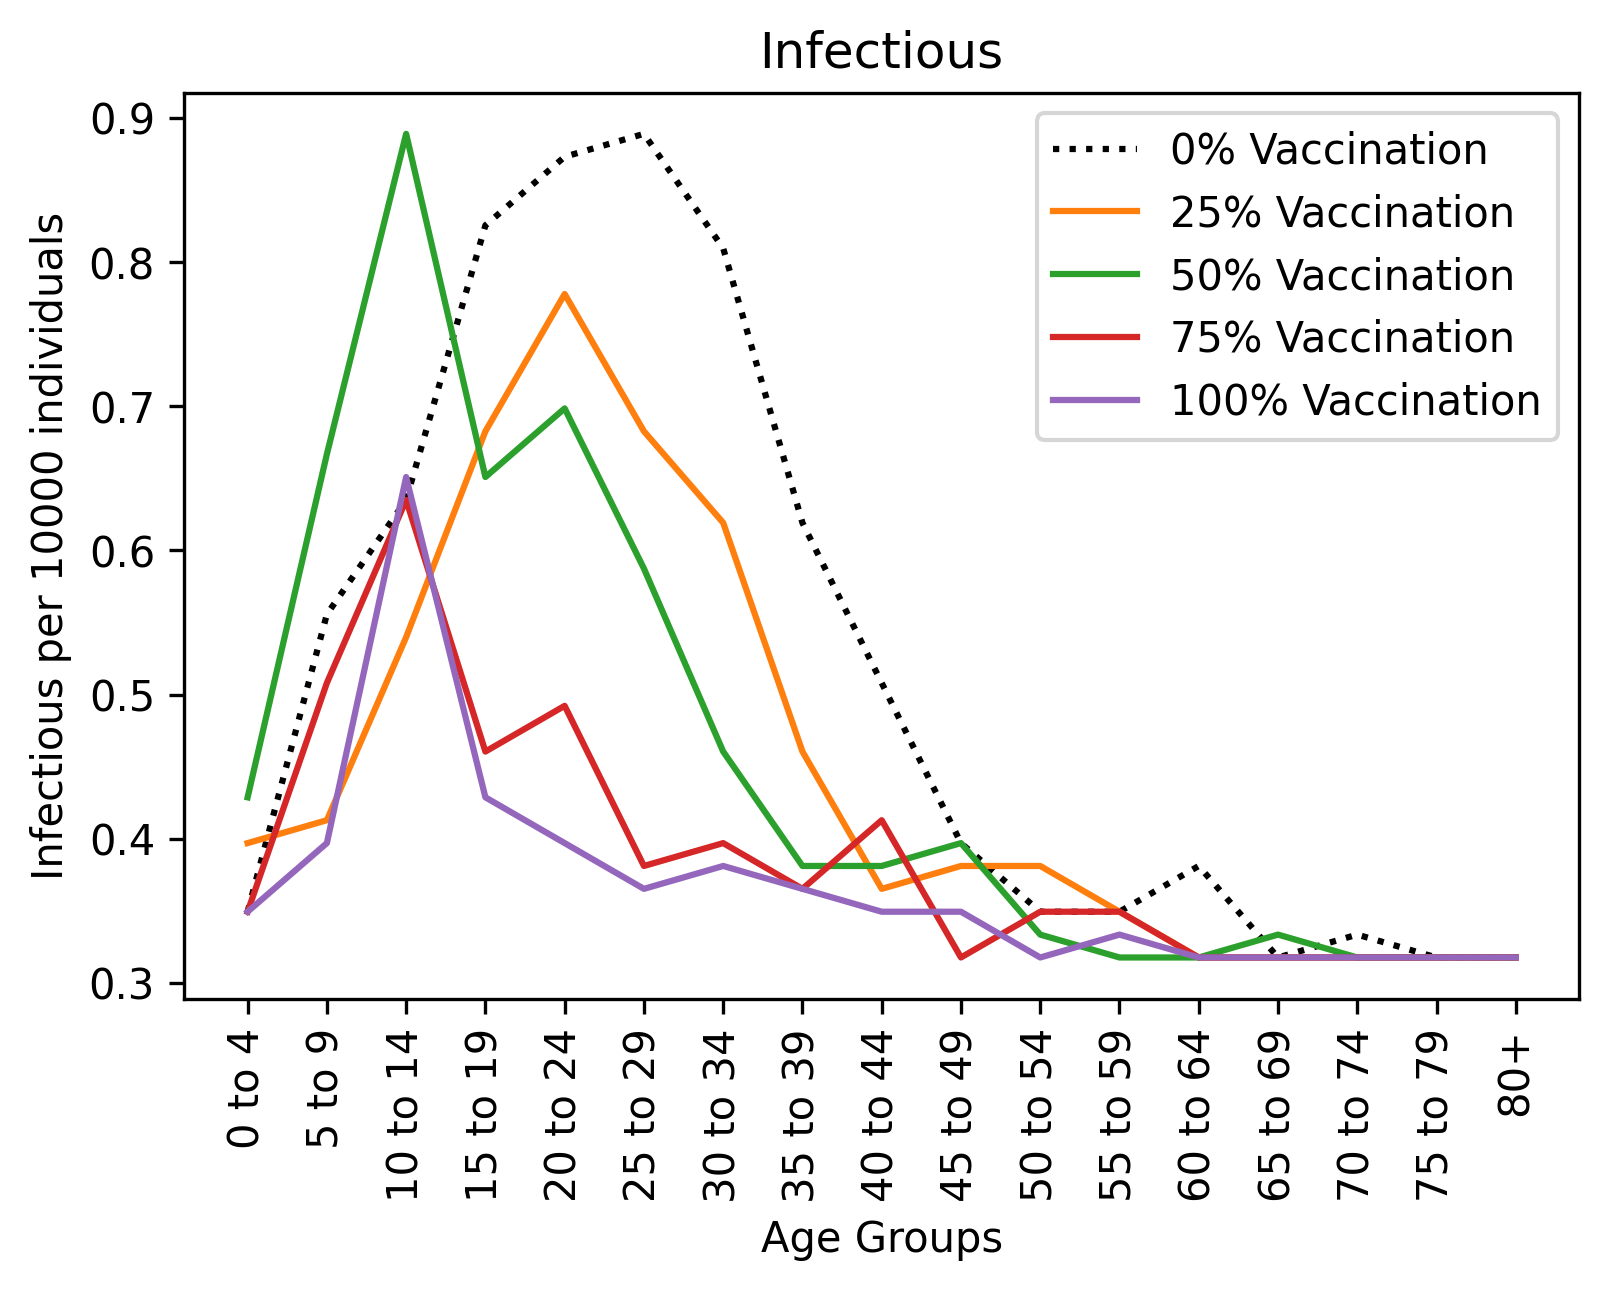 Infectious
0.9
0.8
0.7
0.6
0.5
0.4
0.3
Infectious per 10000 individuals
0% Vaccination
25% Vaccination
50% Vaccination
75% Vaccination
100% Vaccination
0 to 4
5 to 9
10 to 14
15 to 19
20 to 24
25 to 29
30 to 34
35 to 39
40 to 44
45 to 49
50 to 54
55 to 59
60 to 64
65 to 69
70 to 74
75 to 79
80+
Age Groups